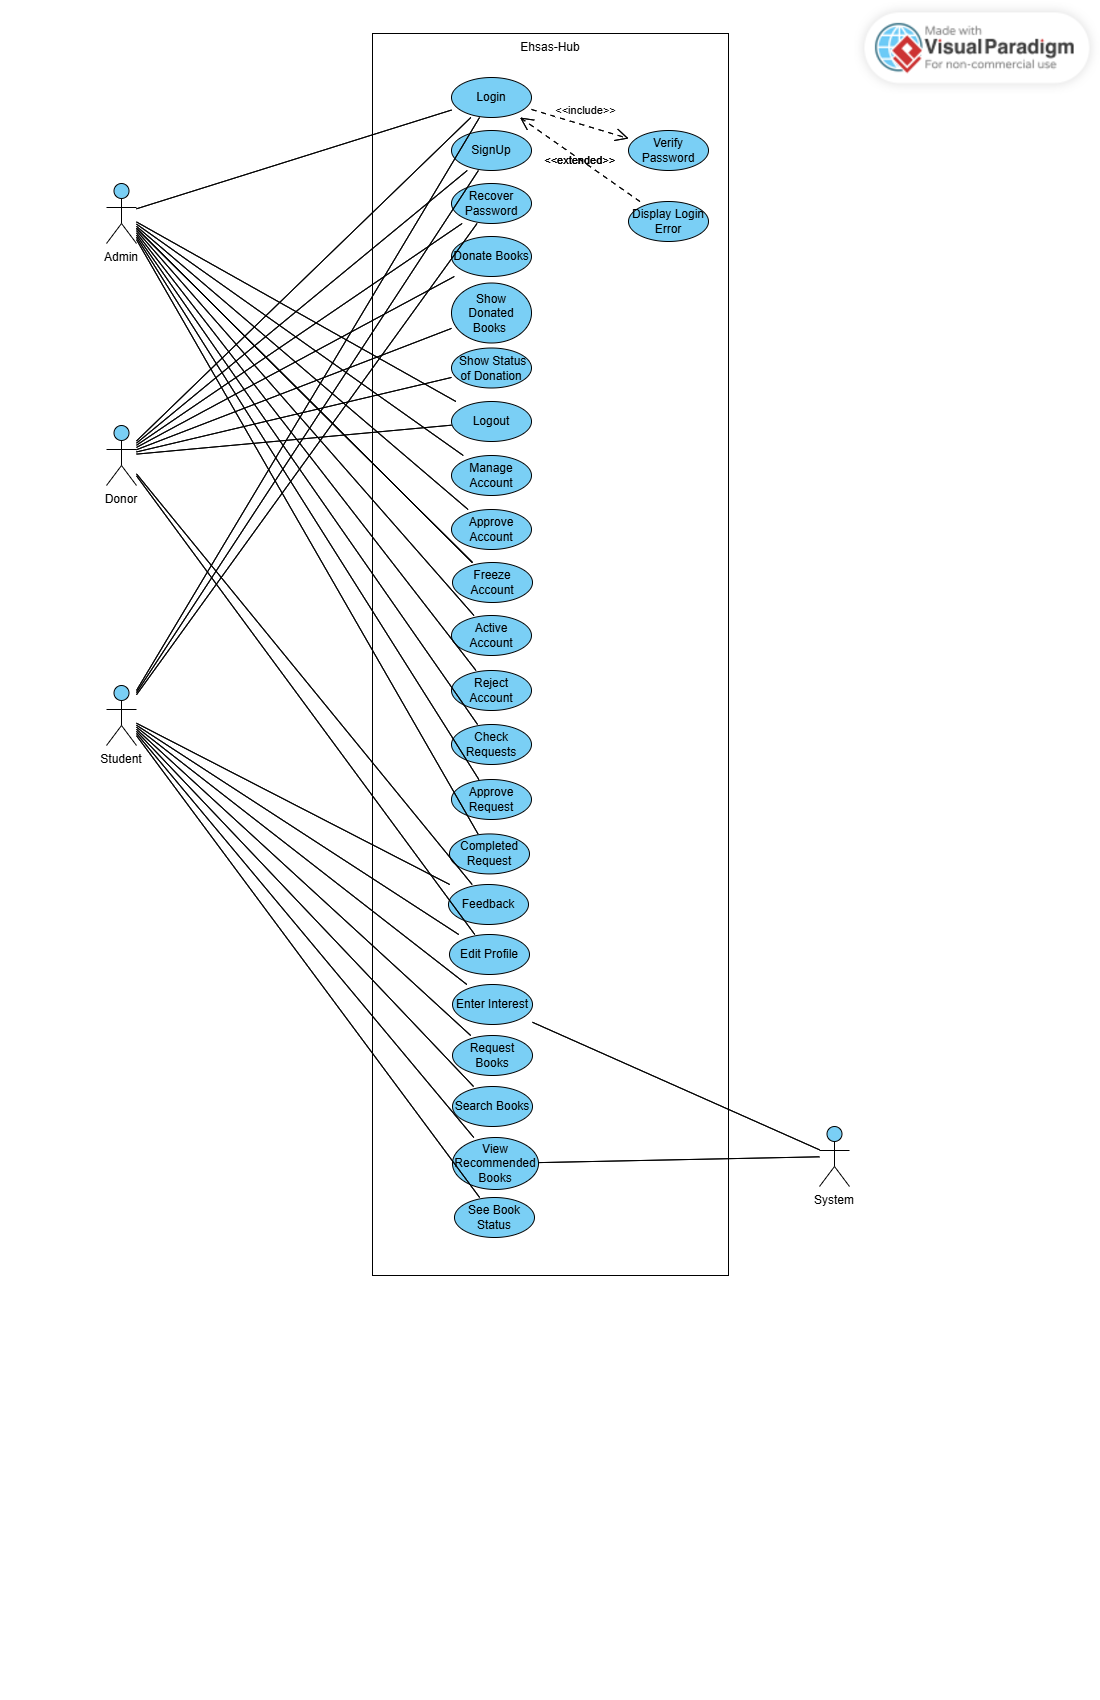 Made with
Visual Paradigm
For non-commercial use
Ehsas-Hub
Login
<<include>>
SignUp
Verify
Password
<<extended>>
Recover
Password
Display Login
Error
Admin
Donate Books
Show
Donated
Books
Show Status
of Donation
Logout
Donor
Manage
Account
Approve
Account
Freeze
Account
Active
Account
Reject
Account
Student
Check
Requests
Approve
Request
Completed
Request
Feedback
Edit Profile
Enter Interest
Request
Books
Search Books
View
Recommended
Books
System
See Book
Status